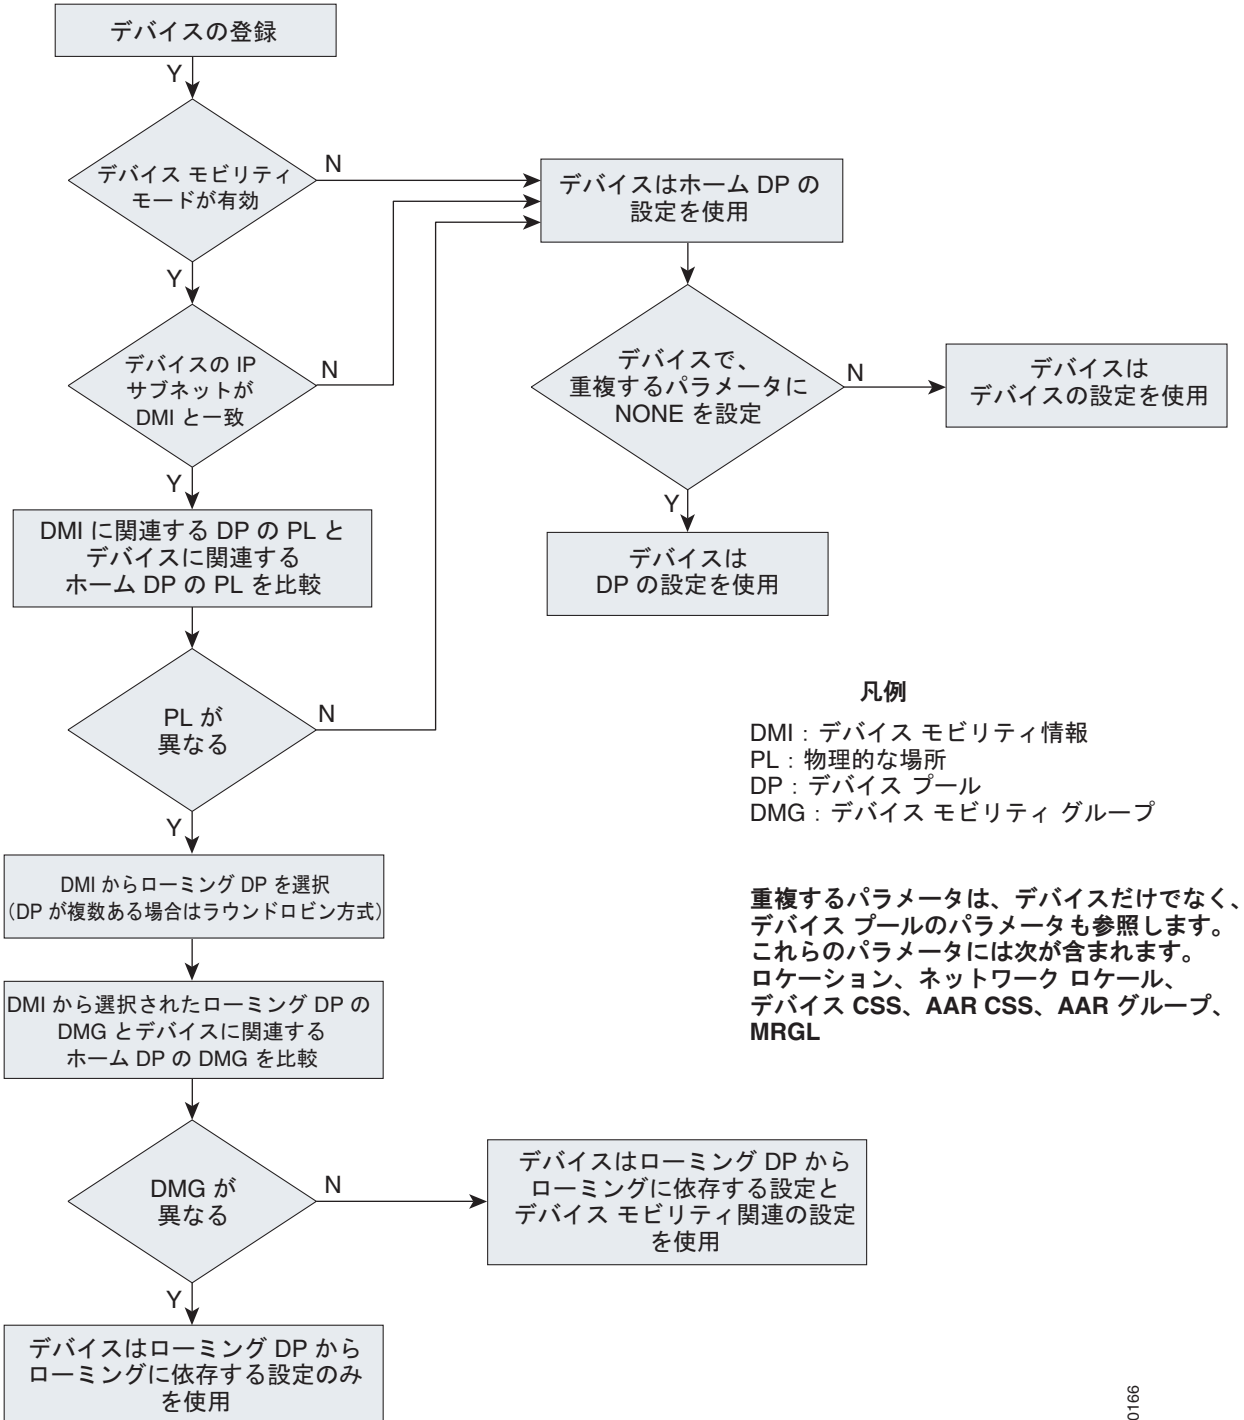 デバイスの登録
Y
デバイス モビリティ
モードが有効
N
デバイスはホーム DP の
設定を使用
Y
デバイスの IP
サブネットが
DMI と一致
N
デバイスで、
重複するパラメータに
NONE を設定
N
デバイスは
デバイスの設定を使用
Y
Y
DMI に関連する DP の PL と
デバイスに関連する
ホーム DP の PL を比較
デバイスは
DP の設定を使用
PL が
異なる
N
凡例
DMI：デバイス モビリティ情報
PL：物理的な場所
DP：デバイス プール
DMG：デバイス モビリティ グループ
Y
DMI からローミング DP を選択
（DP が複数ある場合はラウンドロビン方式）
重複するパラメータは、デバイスだけでなく、
デバイス プールのパラメータも参照します。
これらのパラメータには次が含まれます。
ロケーション、ネットワーク ロケール、
デバイス CSS、AAR CSS、AAR グループ、
MRGL
DMI から選択されたローミング DP の
DMG とデバイスに関連する
ホーム DP の DMG を比較
DMG が
異なる
N
デバイスはローミング DP から
ローミングに依存する設定と
デバイス モビリティ関連の設定
を使用
Y
デバイスはローミング DP から
ローミングに依存する設定のみ
を使用
0166